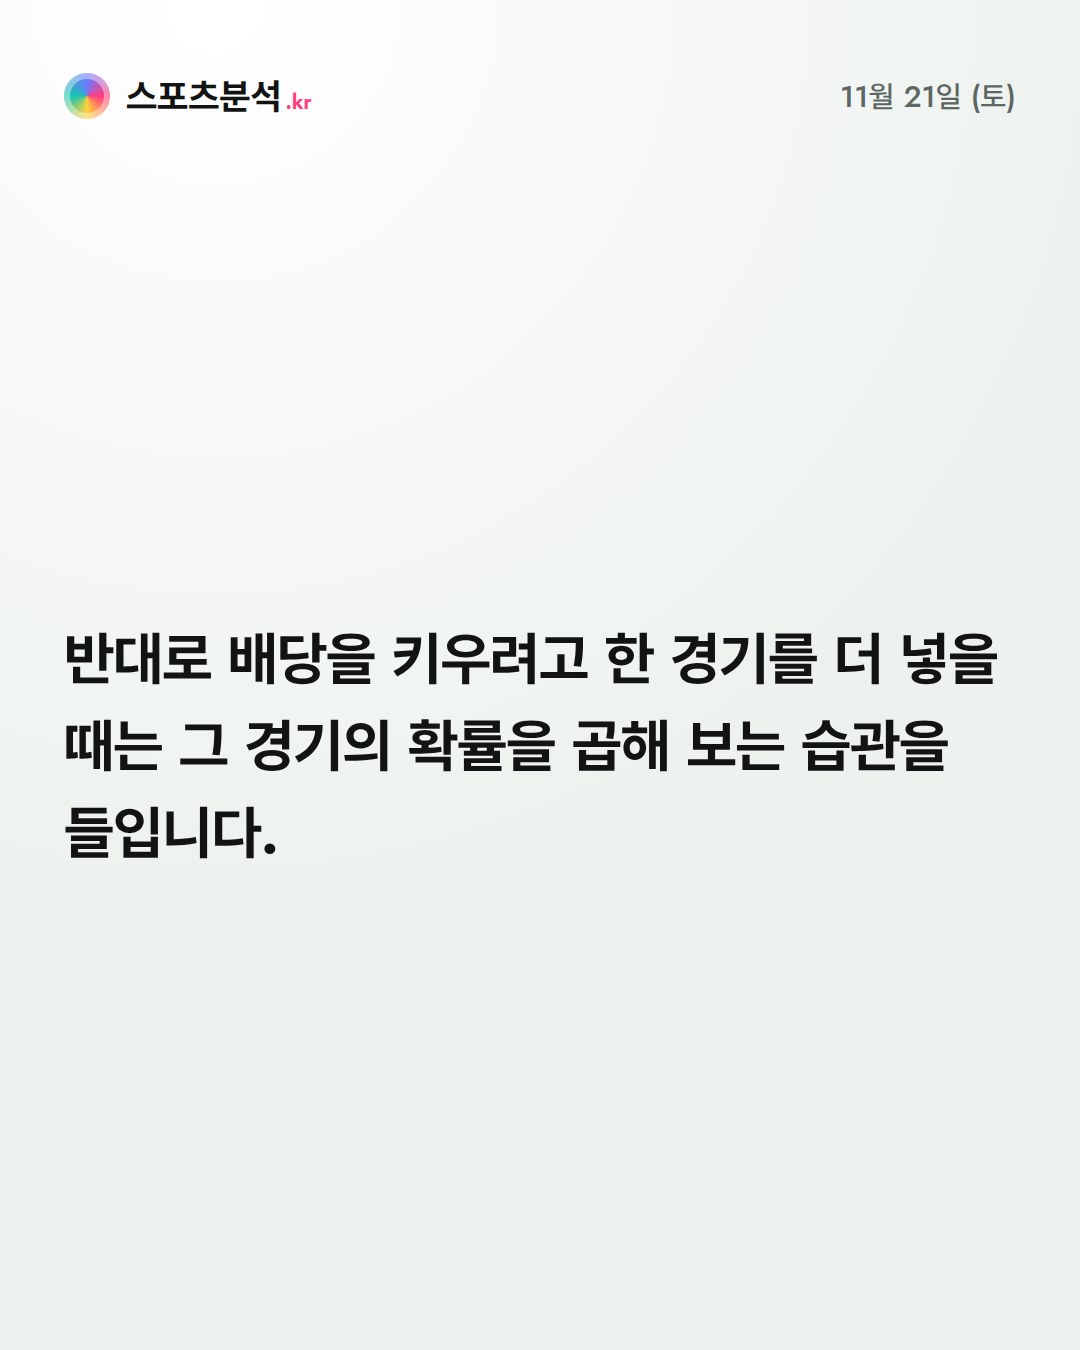 스포츠분석.kr
11월 21일 (토)
반대로 배당을 키우려고 한 경기를 더 넣을
때는 그 경기의 확률을 곱해 보는 습관을
들입니다.